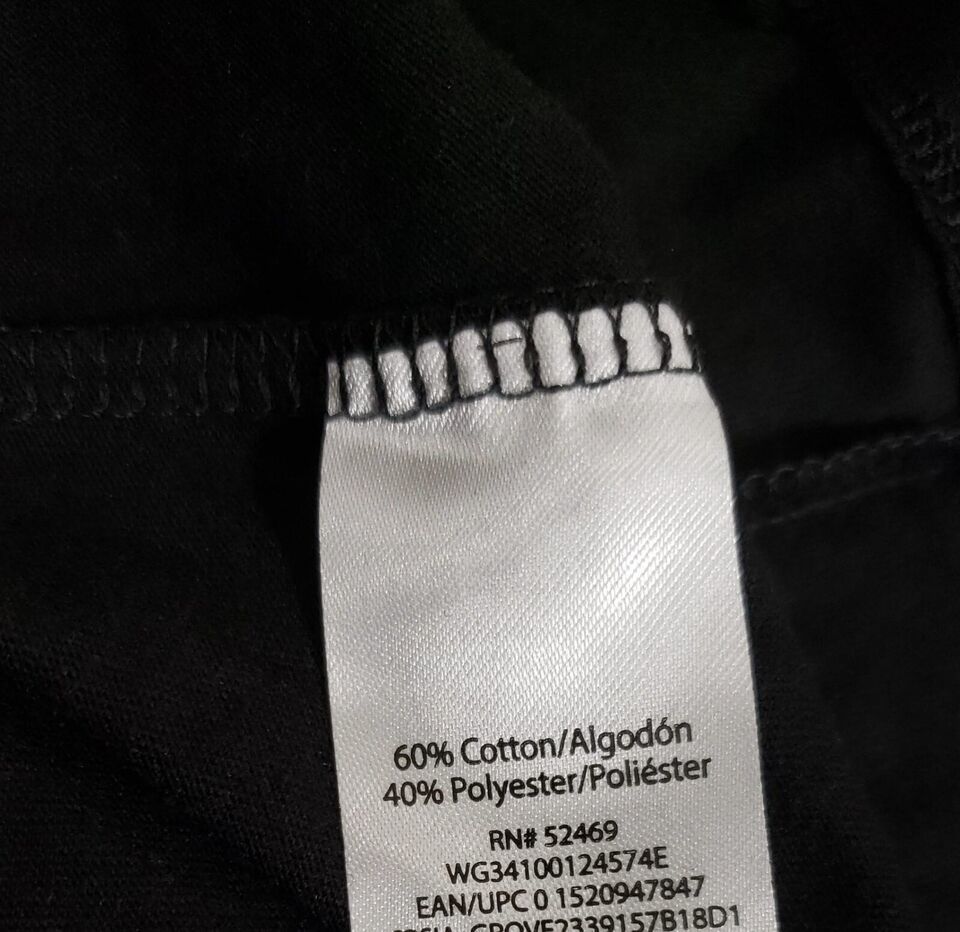 60% Cotton/Algodón
40% Polyester/Poliéster
RN# 52469
WG34100124574E
EAN/UPC 0 1520947847